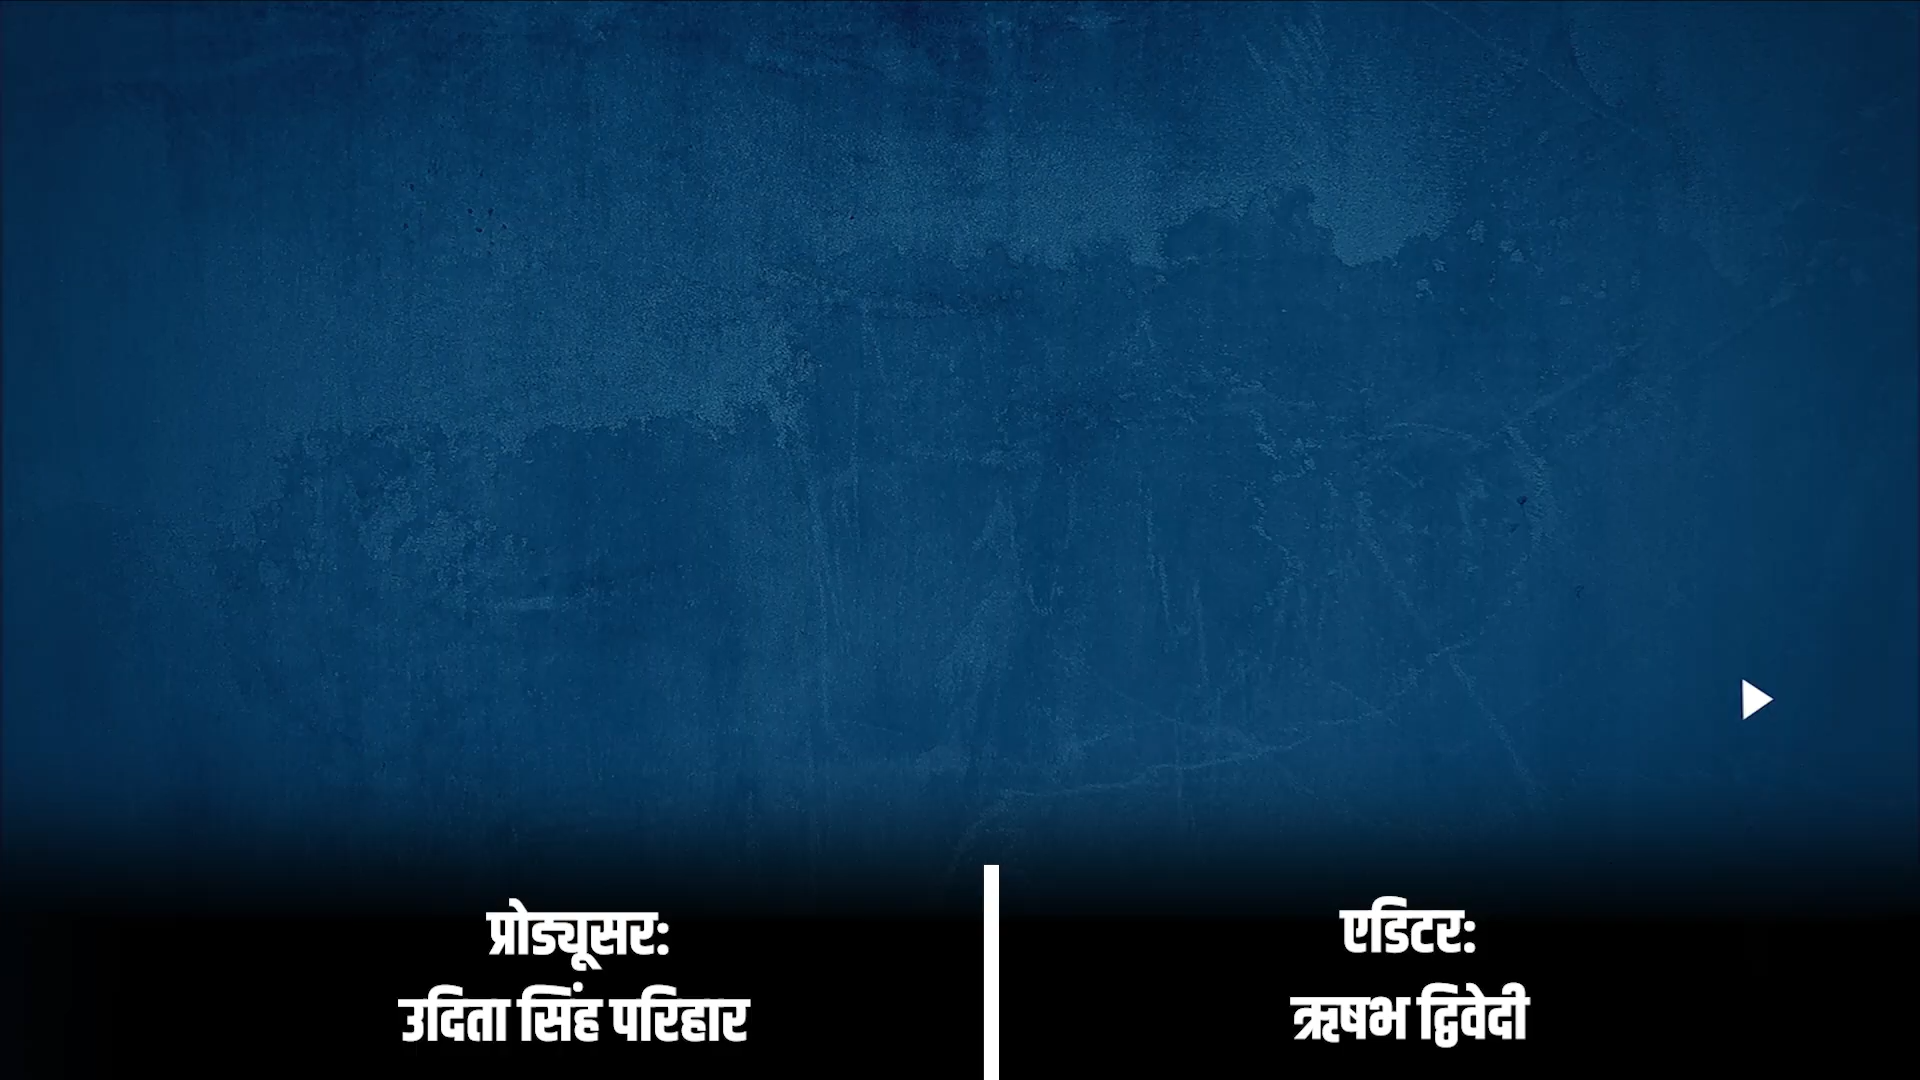 प्रोड्यूसर:
उदिता सिंह परिहार
एडिटर:
ऋषभ द्विवेदी